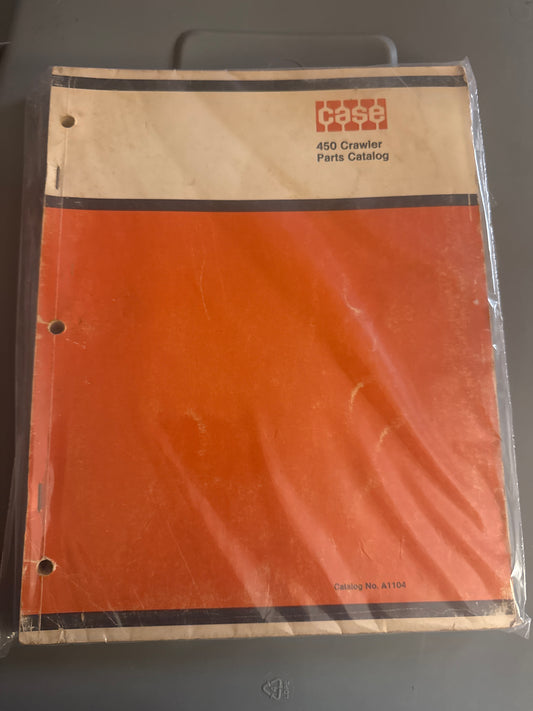 case
450 Crawler
Parts Catalog
Catalog No. A1104